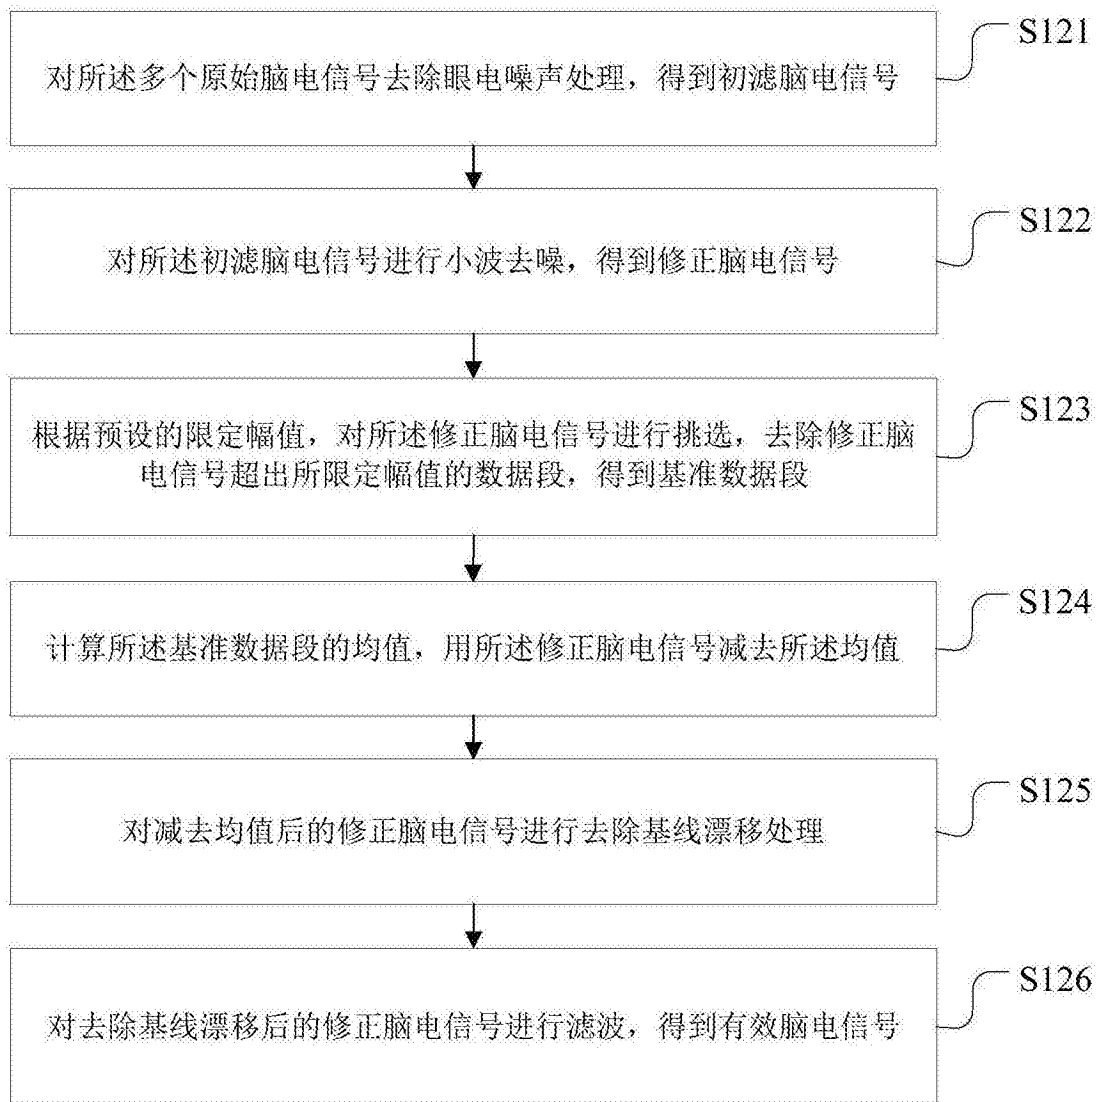 对所述多个原始脑电信号去除眼电噪声处理，得到初滤脑电信号
S121
对所述初滤脑电信号进行小波去噪，得到修正脑电信号
S122
根据预设的限定幅值，对所述修正脑电信号进行挑选，去除修正脑
电信号超出所限定幅值的数据段，得到基准数据段
S123
计算所述基准数据段的均值，用所述修正脑电信号减去所述均值
S124
对减去均值后的修正脑电信号进行去除基线漂移处理
S125
对去除基线漂移后的修正脑电信号进行滤波，得到有效脑电信号
S126